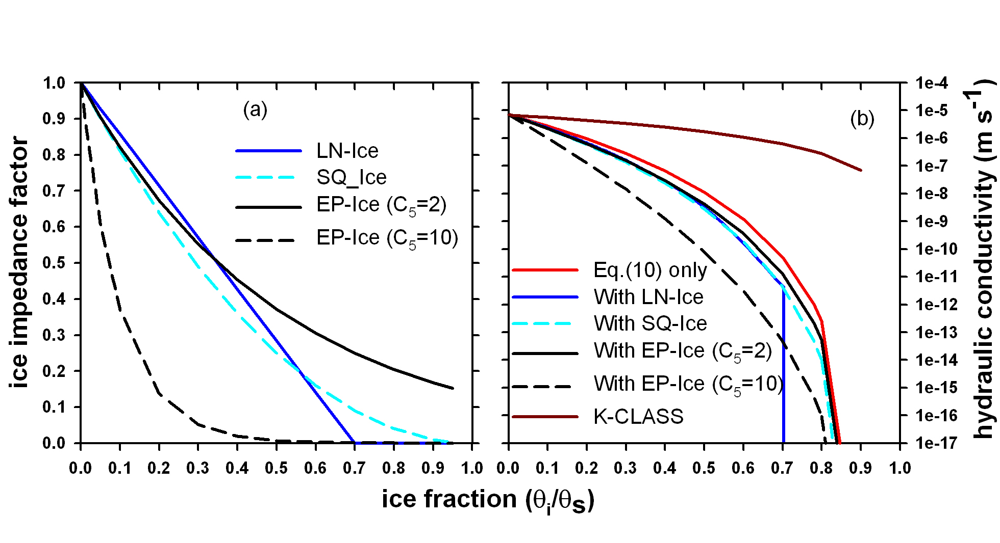 (a)
LN-Ice
SQ_Ice
EP-Ice (C5=2)
EP-Ice (C5=10)
ice impedance factor
1.0
0.9
0.8
0.7
0.6
0.5
0.4
0.3
0.2
0.1
0.0
0.0 0.1 0.2 0.3 0.4 0.5 0.6 0.7 0.8 0.9 1.0
(b)
Eq.(10) only
With LN-Ice
With SQ-Ice
With EP-Ice (C5=2)
With EP-Ice (C5=10)
K-CLASS
1e-4
1e-5
1e-6
1e-7
1e-8
1e-9
1e-10
1e-11
1e-12
1e-13
1e-14
1e-15
1e-16
1e-17
hydraulic conductivity (m s-1)
0.0 0.1 0.2 0.3 0.4 0.5 0.6 0.7 0.8 0.9 1.0
ice fraction (θi/θs)